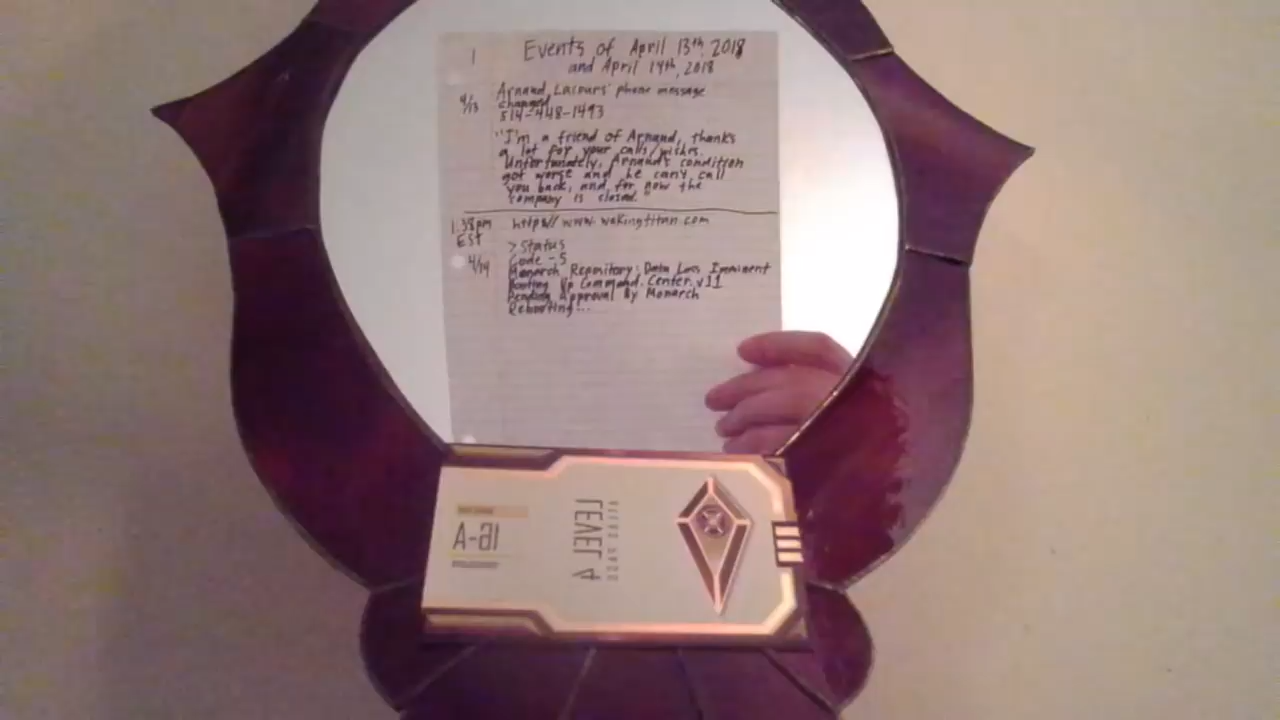 1
Events of April 13th, 2018
and April 14th, 2018
4/13
Arnaud Lacours' phone message
changed
514-448-1493
"I'm a friend of Arnaud, thanks
a lot for your calls/wishes.
Unfortunately, Arnaud's condition
got worse and he can't call
you back, and for now the
company is closed."
1:38pm
EST
4/14
https// www.wakingtitan.com
> Status
Code - 5
Monarch Repository: Data Loss Imminent
Booting Up Command.Center.v11
Pending Approval By Monarch
Rebooting...
LEVEL 4